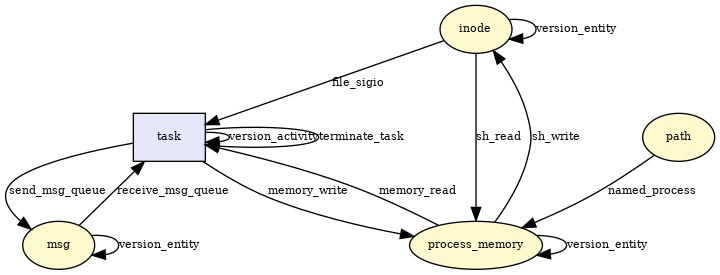 inode
version_entity
file_sigio
task
version_activity
terminate_task
sh_read
sh_write
path
send_msg_queue
receive_msg_queue
memory_write
memory_read
named_process
msg
version_entity
process_memory
version_entity